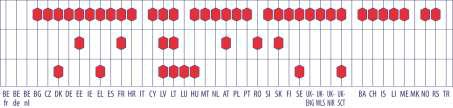 BE BE BE BG CZ DK DE EE IE EL ES FR HR IT CY LV LT LU HU MT NL AT PL PT RO SI SK FI SE UK- UK- UK- UK- BA CH IS LI ME MK NO RS TR
fr de nl ENG WLS NIR SCT